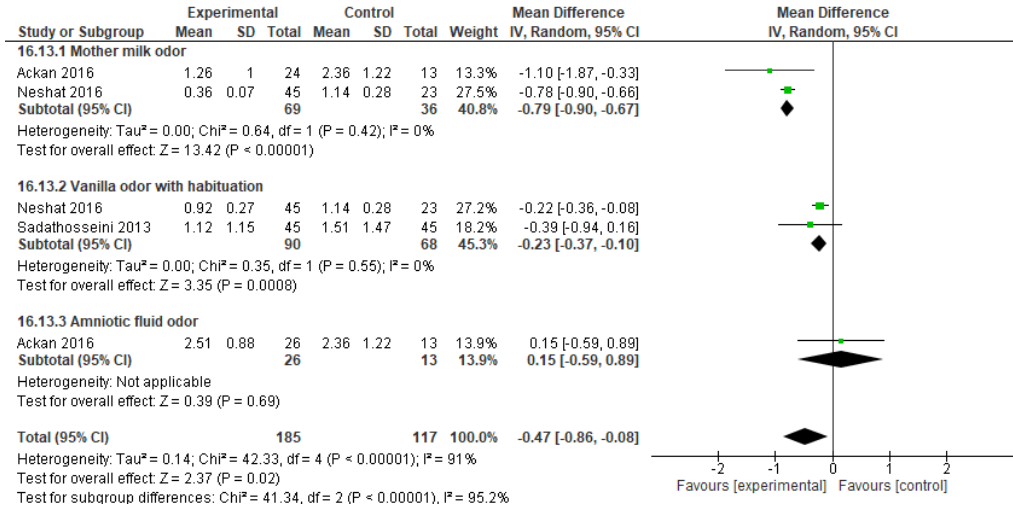 Experimental Control Mean Difference Mean Difference
Study or Subgroup Mean SD Total Mean SD Total Weight IV, Random, 95% CI IV, Random, 95% CI
16.13.1 Mother milk odor
Ackan 2016 1.26 1 24 2.36 1.22 13 13.3% -1.10 [-1.87, -0.33]
Neshat 2016 0.36 0.07 45 1.14 0.28 23 27.5% -0.78 [-0.90, -0.66]
Subtotal (95% CI) 69 36 40.8% -0.79 [-0.90, -0.67]
Heterogeneity: Tau² = 0.00; Chi² = 0.64, df = 1 (P = 0.42); I² = 0%
Test for overall effect: Z = 13.42 (P < 0.00001)
16.13.2 Vanilla odor with habituation
Neshat 2016 0.92 0.27 45 1.14 0.28 23 27.2% -0.22 [-0.36, -0.08]
Sadathosseini 2013 1.12 1.15 45 1.51 1.47 45 18.2% -0.39 [-0.94, 0.16]
Subtotal (95% CI) 90 68 45.3% -0.23 [-0.37, -0.10]
Heterogeneity: Tau² = 0.00; Chi² = 0.35, df = 1 (P = 0.55); I² = 0%
Test for overall effect: Z = 3.35 (P = 0.0008)
16.13.3 Amniotic fluid odor
Ackan 2016 2.51 0.88 26 2.36 1.22 13 13.9% 0.15 [-0.59, 0.89]
Subtotal (95% CI) 26 13 13.9% 0.15 [-0.59, 0.89]
Heterogeneity: Not applicable
Test for overall effect: Z = 0.39 (P = 0.69)
Total (95% CI) 185 117 100.0% -0.47 [-0.86, -0.08]
Heterogeneity: Tau² = 0.14; Chi² = 42.33, df = 4 (P < 0.00001); I² = 91%
Test for overall effect: Z = 2.37 (P = 0.02)
Test for subgroup differences: Chi² = 41.34, df = 2 (P < 0.00001), I² = 95.2%
-2 -1 0 1 2
Favours [experimental] Favours [control]